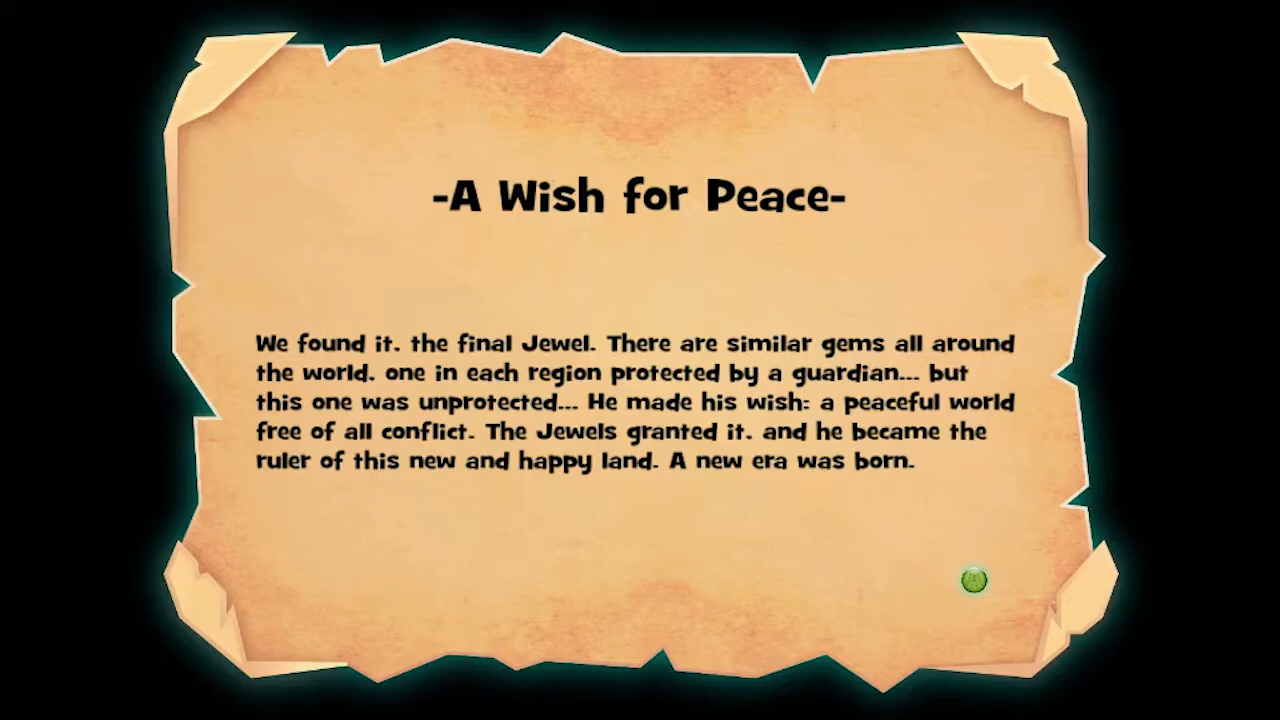 -A Wish for Peace-
We found it. the final Jewel. There are similar gems all around
the world. one in each region protected by a guardian... but
this one was unprotected... He made his wish: a peaceful world
free of all conflict. The Jewels granted it. and he became the
ruler of this new and happy land. A new era was born.
A